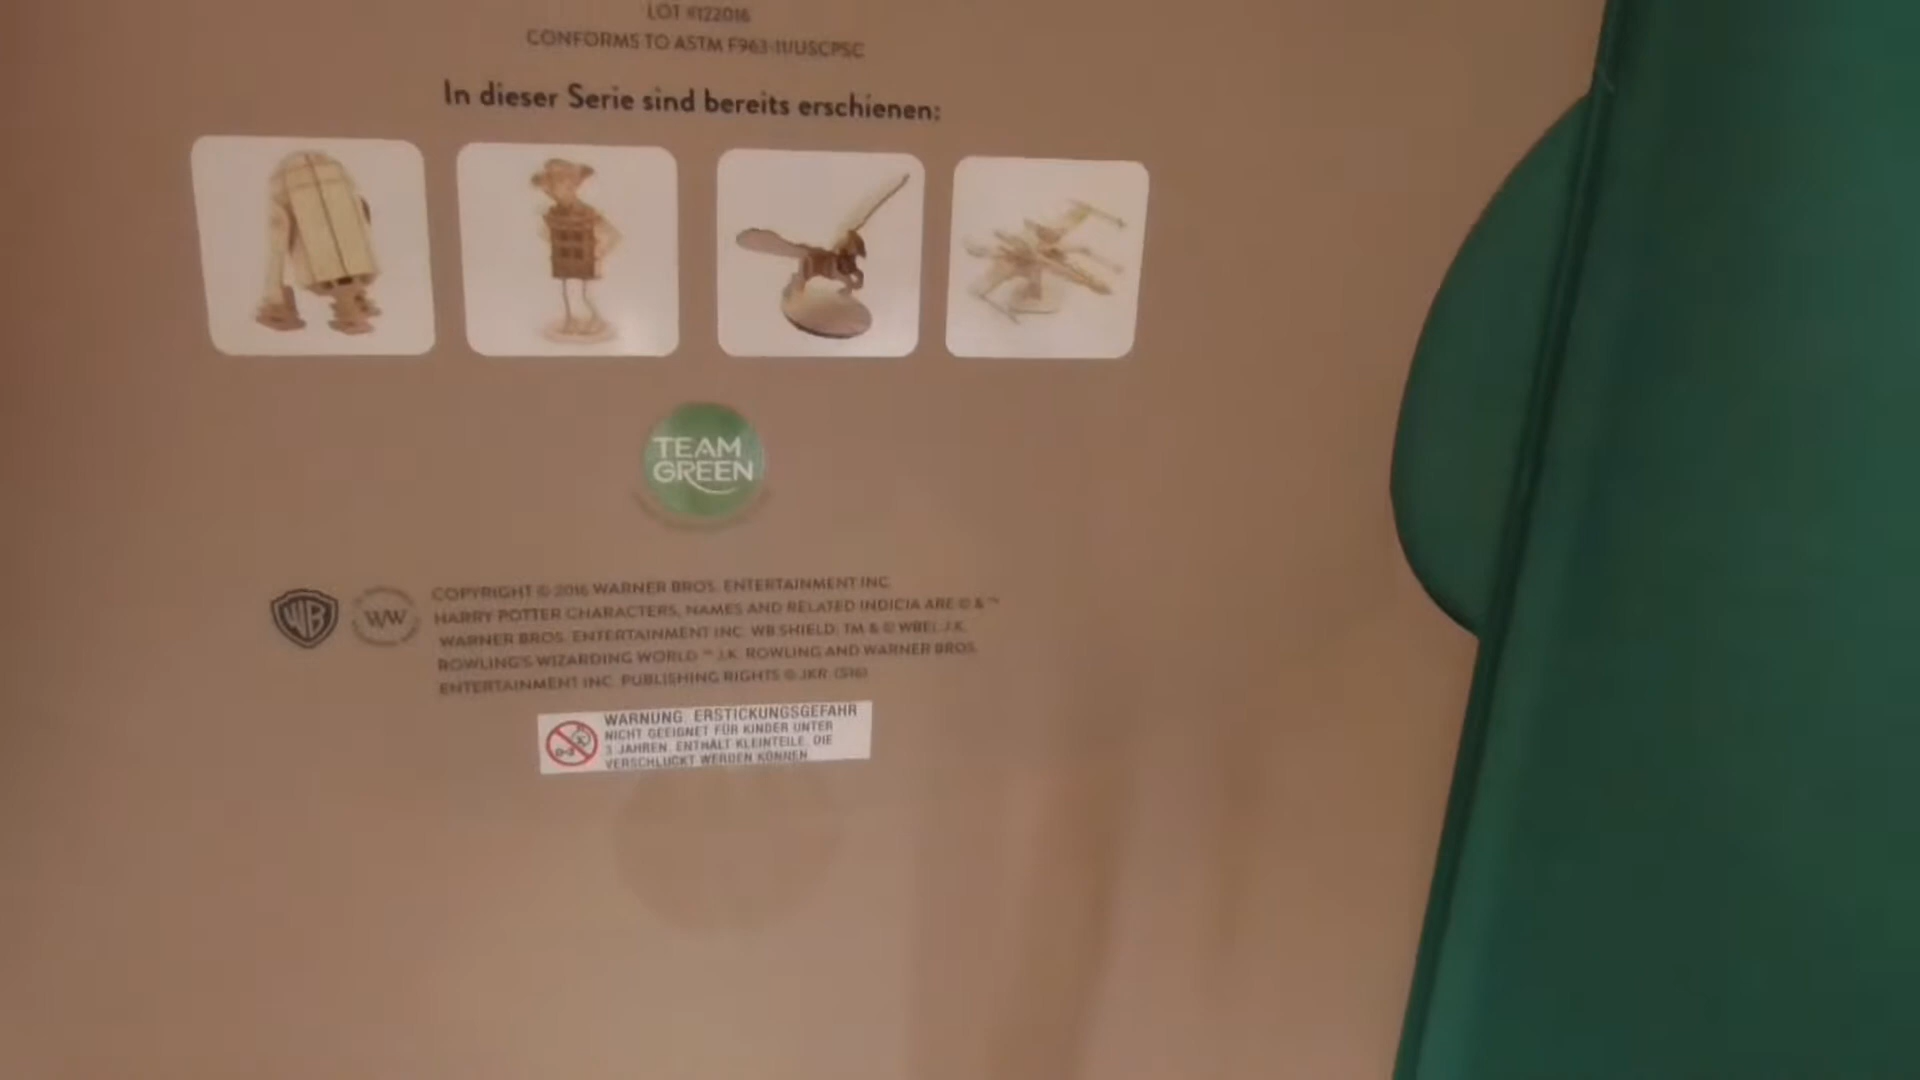 LOT #122016
CONFORMS TO ASTM F963-11/USCPSC
In dieser Serie sind bereits erschienen:
TEAM
GREEN
WB
WW
COPYRIGHT © 2016 WARNER BROS. ENTERTAINMENT INC.
HARRY POTTER CHARACTERS, NAMES AND RELATED INDICIA ARE © & ™
WARNER BROS. ENTERTAINMENT INC. WB SHIELD: TM & © WBEI. J.K.
ROWLING'S WIZARDING WORLD ™ J.K. ROWLING AND WARNER BROS.
ENTERTAINMENT INC. PUBLISHING RIGHTS © JKR. (S16)
WARNUNG. ERSTICKUNGSGEFAHR
NICHT GEEIGNET FÜR KINDER UNTER
3 JAHREN. ENTHÄLT KLEINTEILE, DIE
VERSCHLUCKT WERDEN KÖNNEN